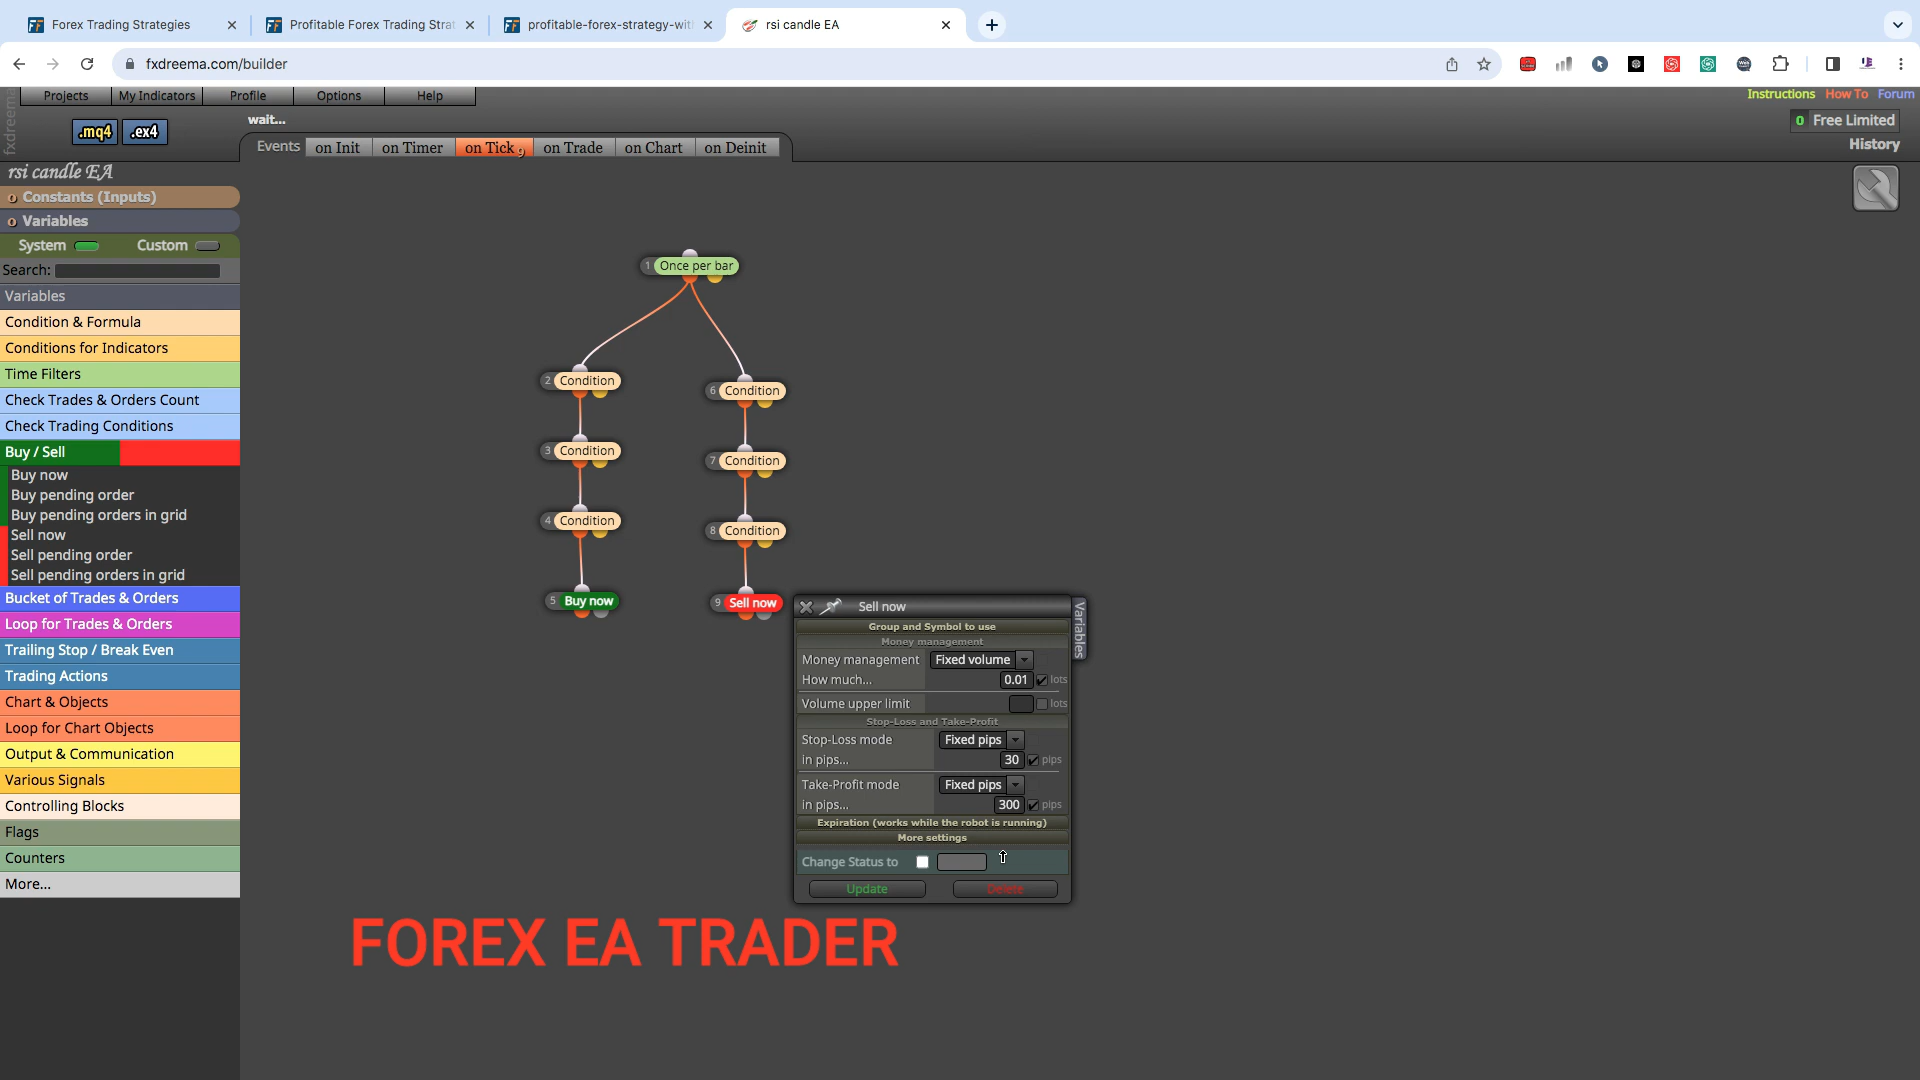 Forex Trading Strategies
Profitable Forex Trading Strat
profitable-forex-strategy-wit
rsi candle EA
fxdreema.com/builder
fxdreema
Projects
My Indicators
Profile
Options
Help
Instructions
How To
Forum
.mq4
.ex4
wait...
0 Free Limited
History
Events
on Init
on Timer
on Tick 9
on Trade
on Chart
on Deinit
rsi candle EA
o Constants (Inputs)
o Variables
System
Custom
Search:
Variables
Condition & Formula
Conditions for Indicators
Time Filters
Check Trades & Orders Count
Check Trading Conditions
Buy / Sell
Buy now
Buy pending order
Buy pending orders in grid
Sell now
Sell pending order
Sell pending orders in grid
Bucket of Trades & Orders
Loop for Trades & Orders
Trailing Stop / Break Even
Trading Actions
Chart & Objects
Loop for Chart Objects
Output & Communication
Various Signals
Controlling Blocks
Flags
Counters
More...
1 Once per bar
2 Condition
6 Condition
3 Condition
7 Condition
4 Condition
8 Condition
5 Buy now
9 Sell now
Sell now
Variables
Group and Symbol to use
Money management
Money management Fixed volume
How much... 0.01 lots
Volume upper limit lots
Stop-Loss and Take-Profit
Stop-Loss mode Fixed pips
in pips... 30 pips
Take-Profit mode Fixed pips
in pips... 300 pips
Expiration (works while the robot is running)
More settings
Change Status to
Update
Delete
FOREX EA TRADER